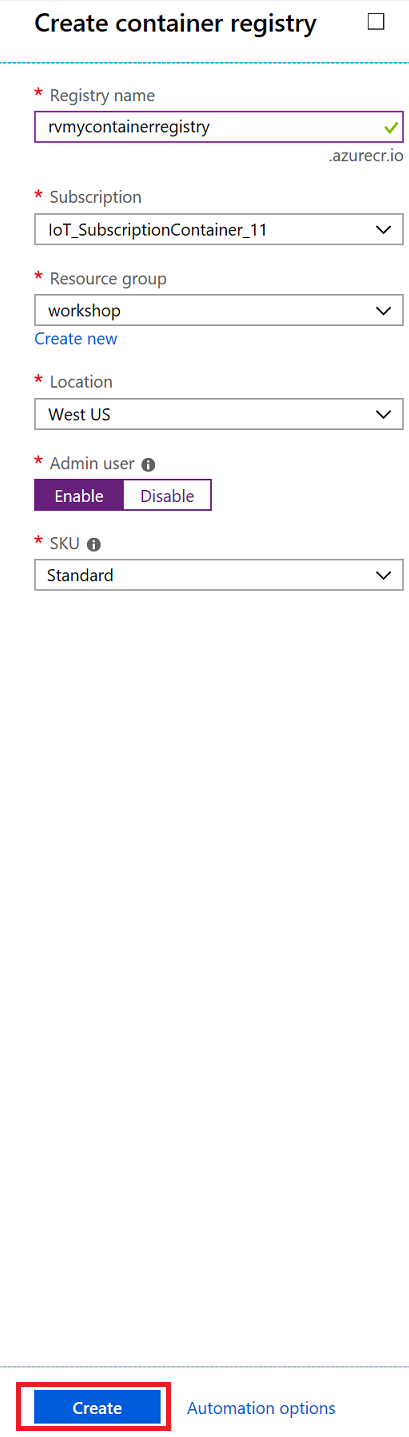 Create container registry
* Registry name
rvmycontainerregistry
.azurecr.io
* Subscription
IoT_SubscriptionContainer_11
* Resource group
workshop
Create new
* Location
West US
* Admin user
Enable Disable
* SKU
Standard
Create Automation options